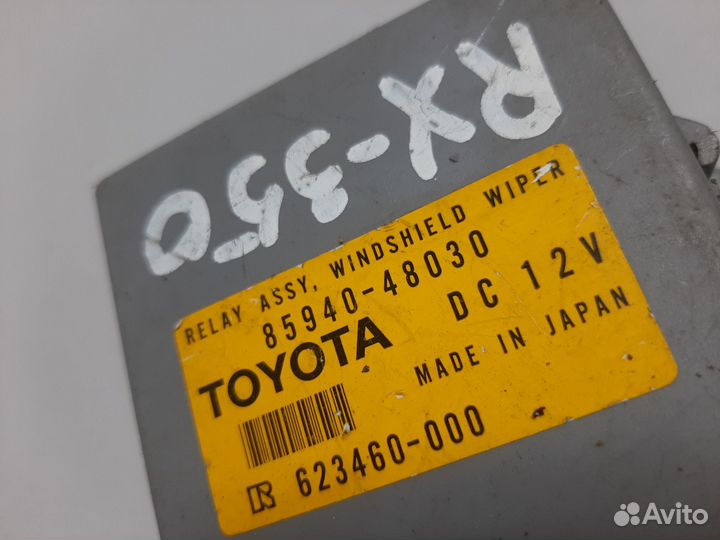 RX-350
RELAY ASSY, WINDSHIELD WIPER
85940-48030
TOYOTA DC 12V
MADE IN JAPAN
R 623460-000
Avito